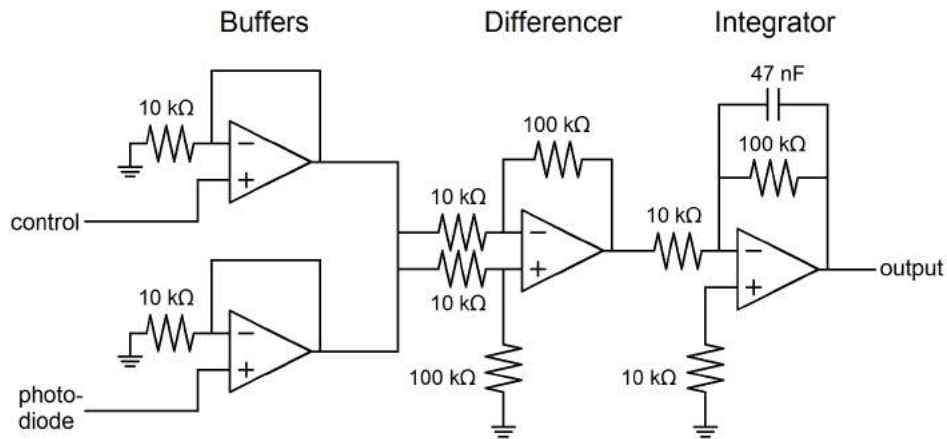 Buffers
Differencer
Integrator
47 nF
10 kΩ
100 kΩ
100 kΩ
−
+
control
10 kΩ
10 kΩ
−
+
10 kΩ
−
+
output
10 kΩ
10 kΩ
−
+
100 kΩ
10 kΩ
photo-
diode